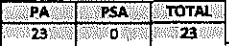 PA PSA TOTAL
23 0 23